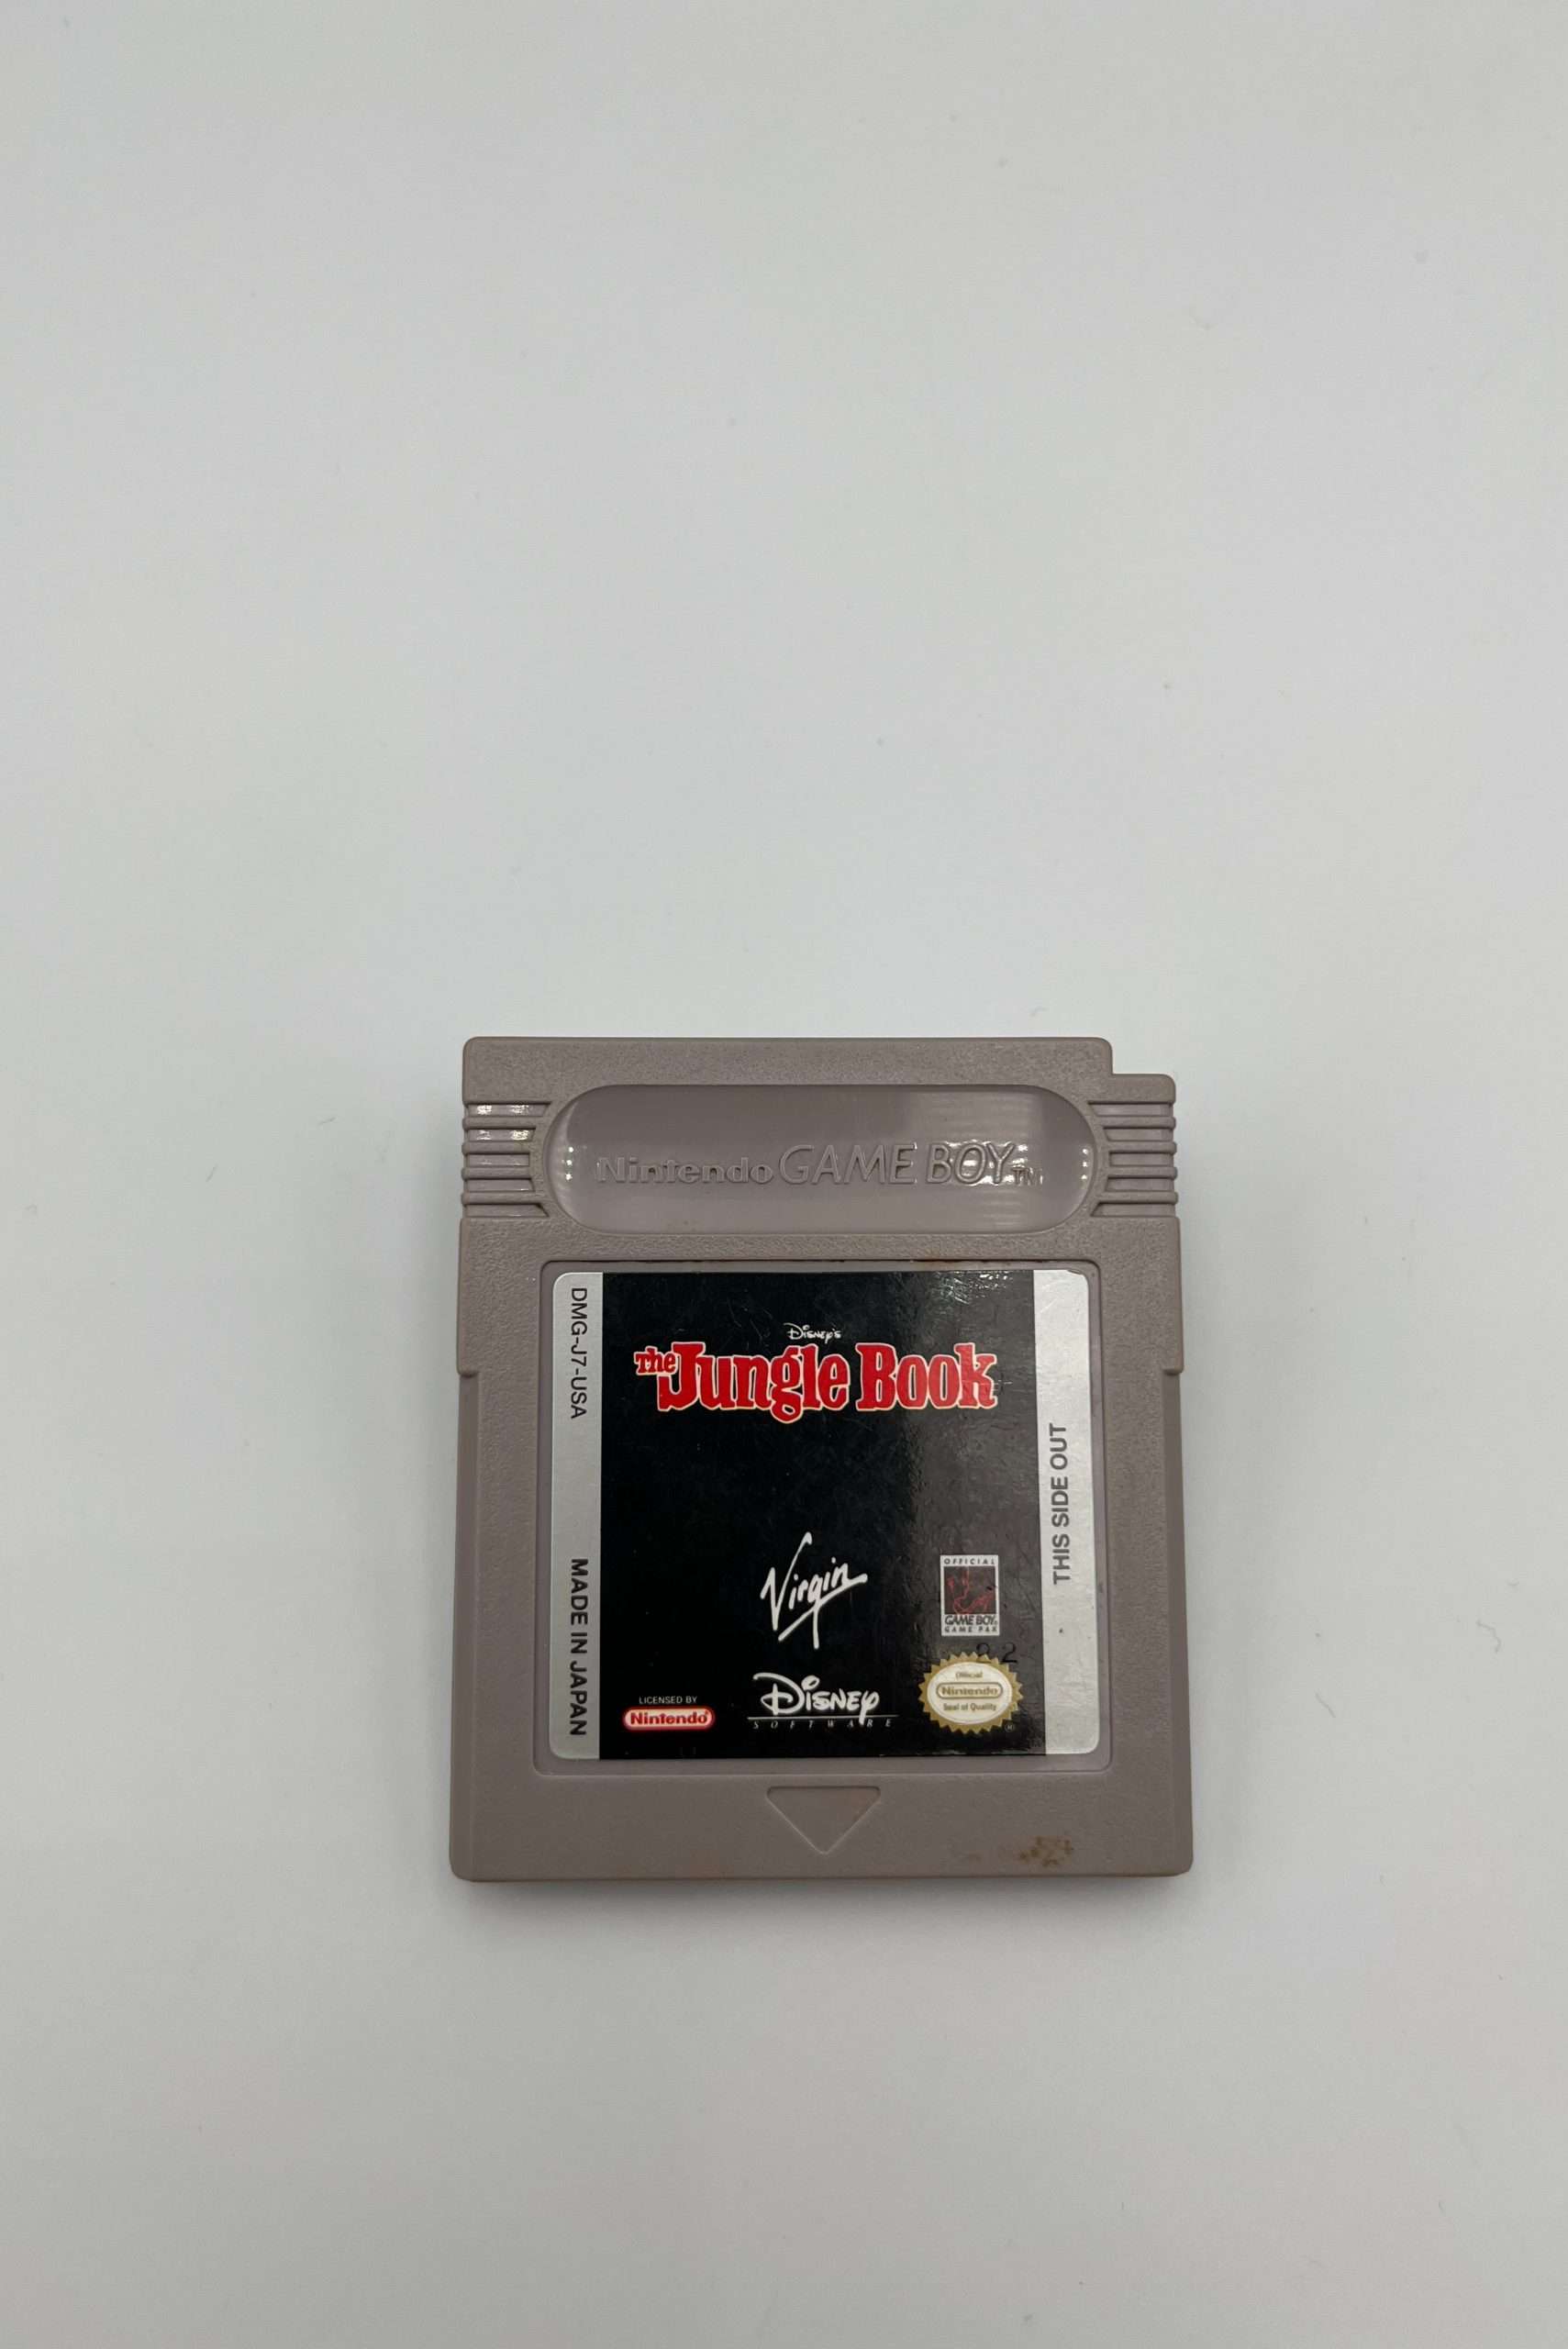 Nintendo GAME BOY TM
DMG-J7-USA
MADE IN JAPAN
Disney's
The Jungle Book
Virgin
OFFICIAL
GAME BOY
GAME PAK
22
LICENSED BY
Nintendo
Disney
SOFTWARE
Official
Nintendo
Seal of Quality
®
THIS SIDE OUT